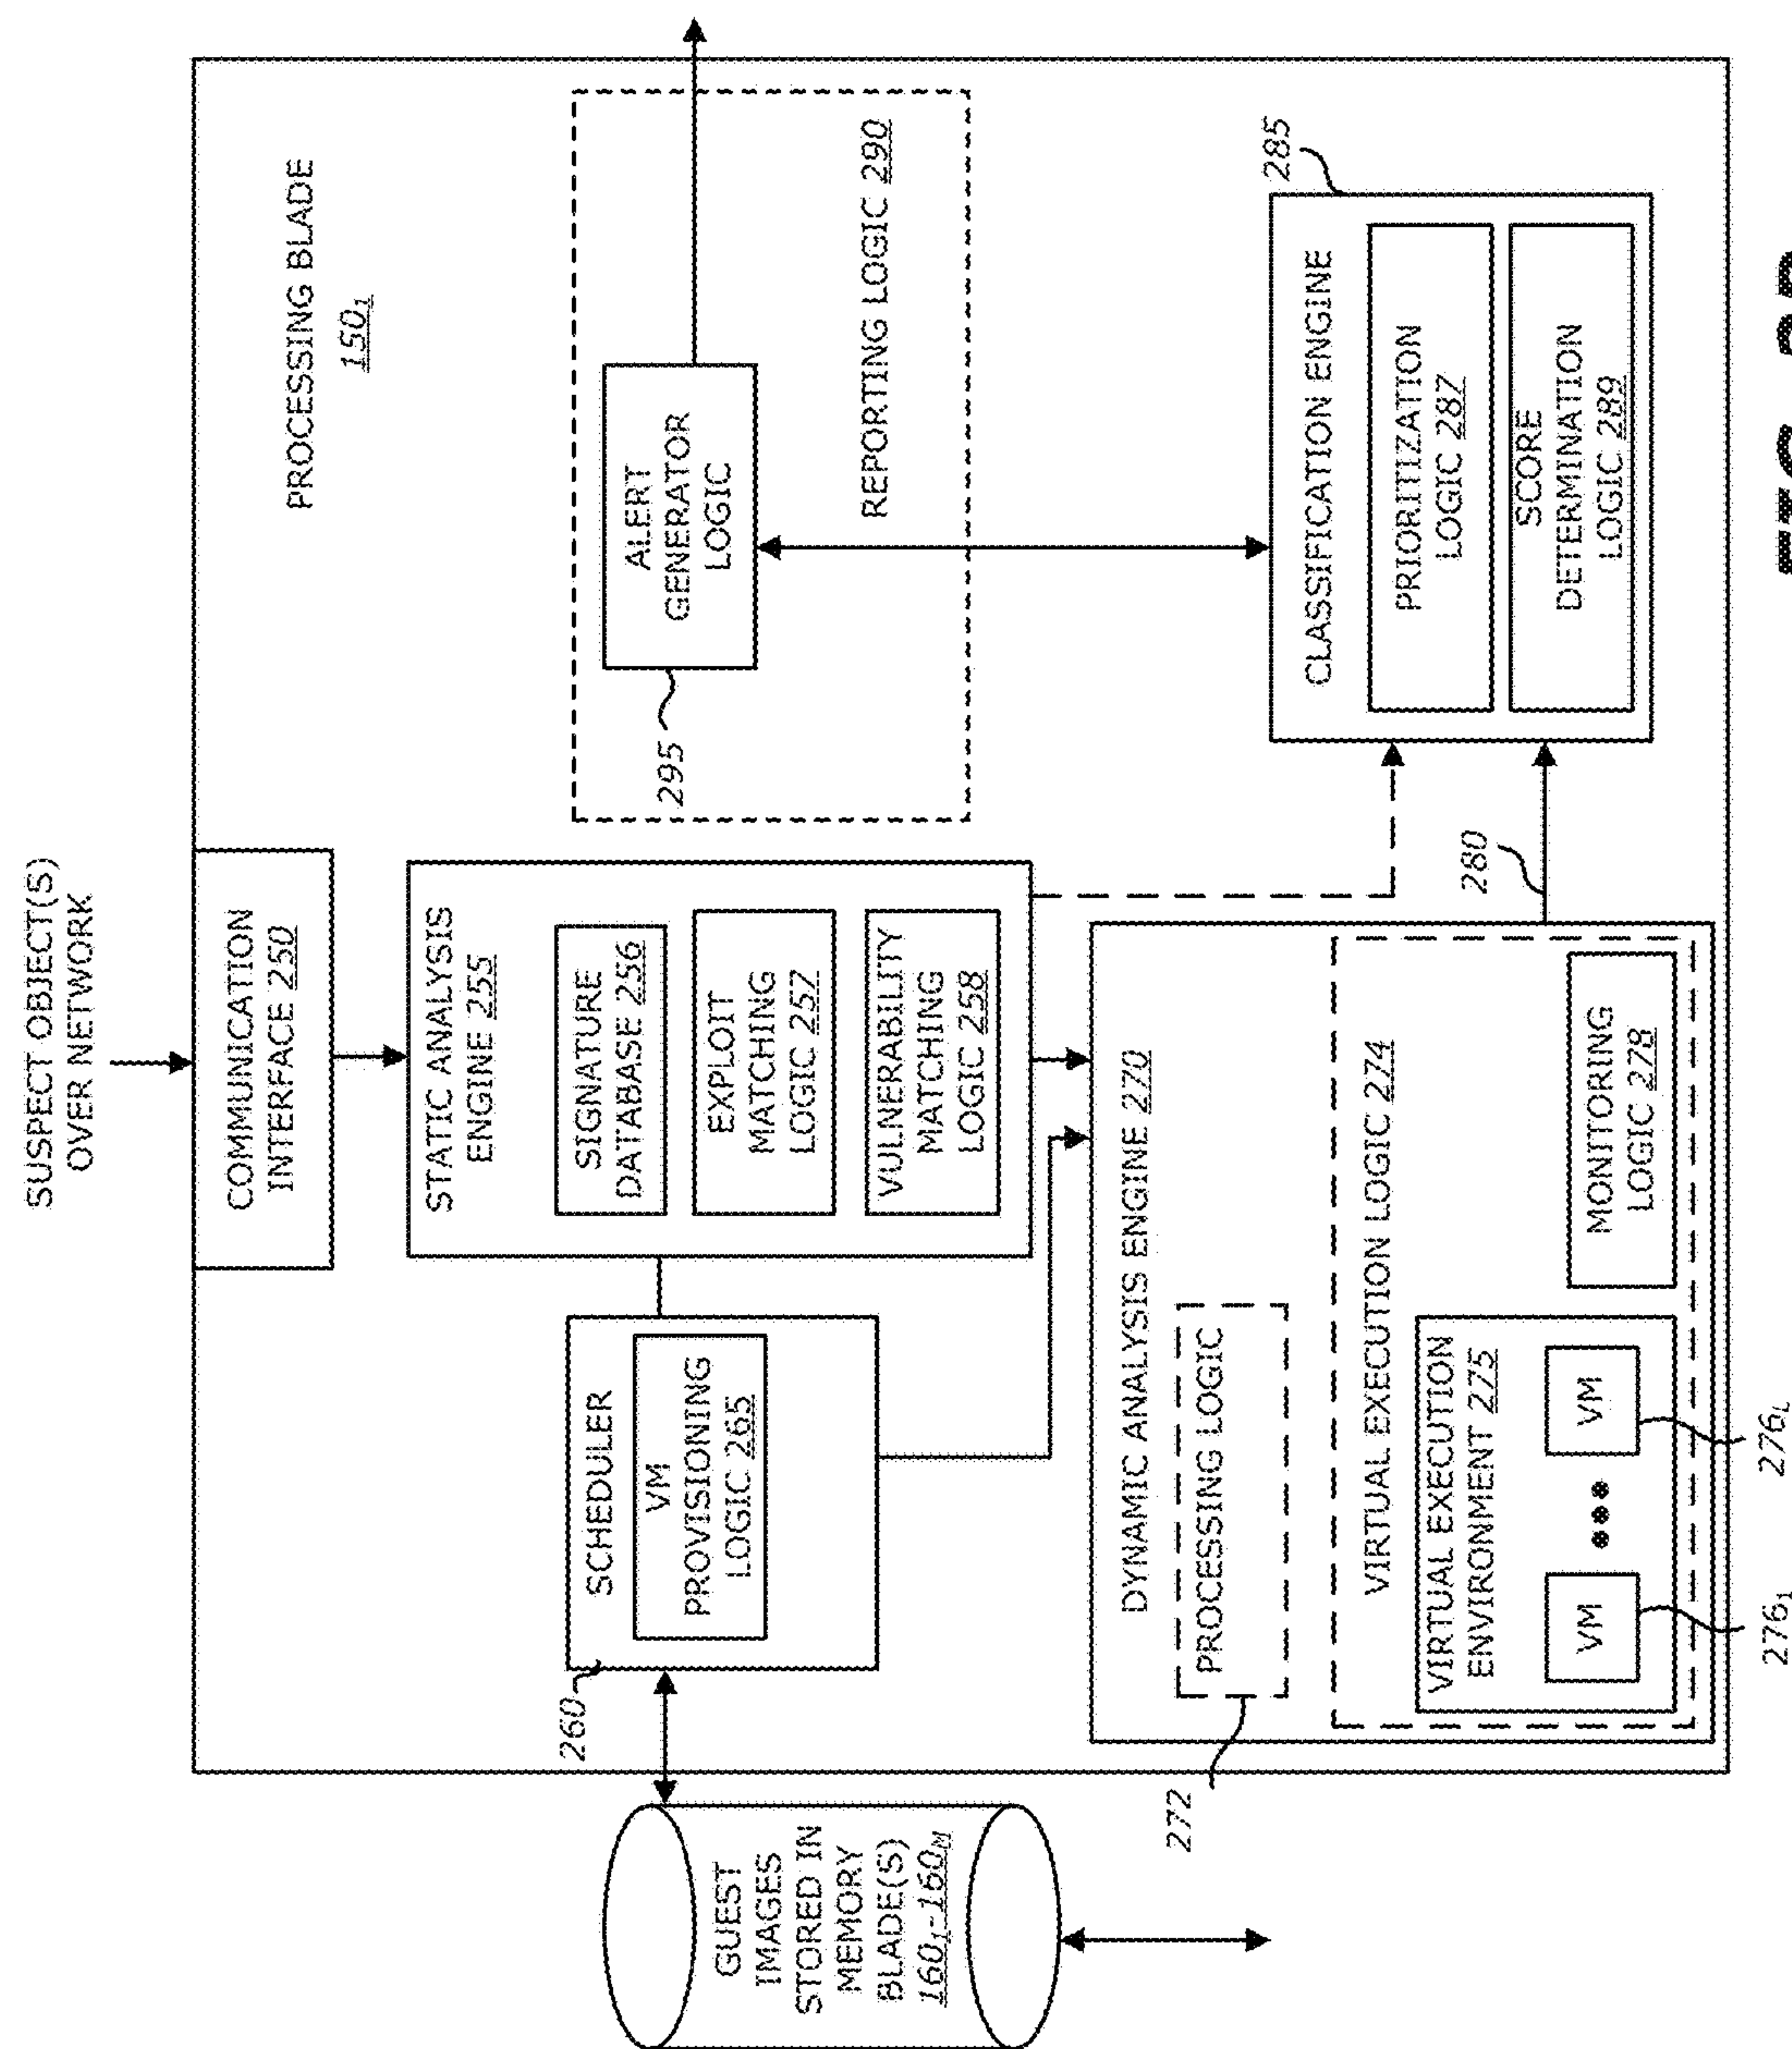 SUSPECT OBJECT(S)
OVER NETWORK
PROCESSING BLADE
150₁
COMMUNICATION
INTERFACE 250
STATIC ANALYSIS
ENGINE 255
SIGNATURE
DATABASE 256
EXPLOIT
MATCHING
LOGIC 257
VULNERABILITY
MATCHING
LOGIC 258
ALERT
GENERATOR
LOGIC
295
REPORTING LOGIC 290
260
SCHEDULER
VM
PROVISIONING
LOGIC 265
GUEST
IMAGES
STORED IN
MEMORY
BLADE(S)
160₁-160M
DYNAMIC ANALYSIS ENGINE 270
PROCESSING LOGIC
272
VIRTUAL EXECUTION LOGIC 274
VIRTUAL EXECUTION
ENVIRONMENT 275
VM
VM
276₁
276L
MONITORING
LOGIC 278
280
285
CLASSIFICATION ENGINE
PRIORITIZATION
LOGIC 287
SCORE
DETERMINATION
LOGIC 289